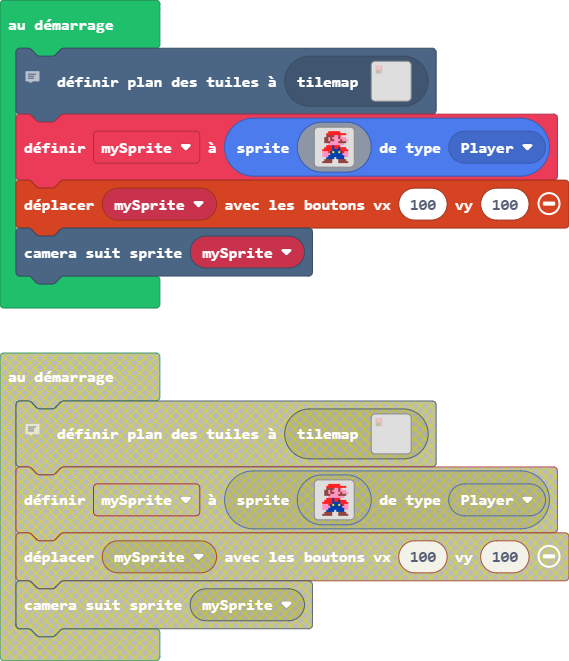 au démarrage
définir plan des tuiles à tilemap
définir mySprite à sprite de type Player
déplacer mySprite avec les boutons vx 100 vy 100
camera suit sprite mySprite
au démarrage
définir plan des tuiles à tilemap
définir mySprite à sprite de type Player
déplacer mySprite avec les boutons vx 100 vy 100
camera suit sprite mySprite